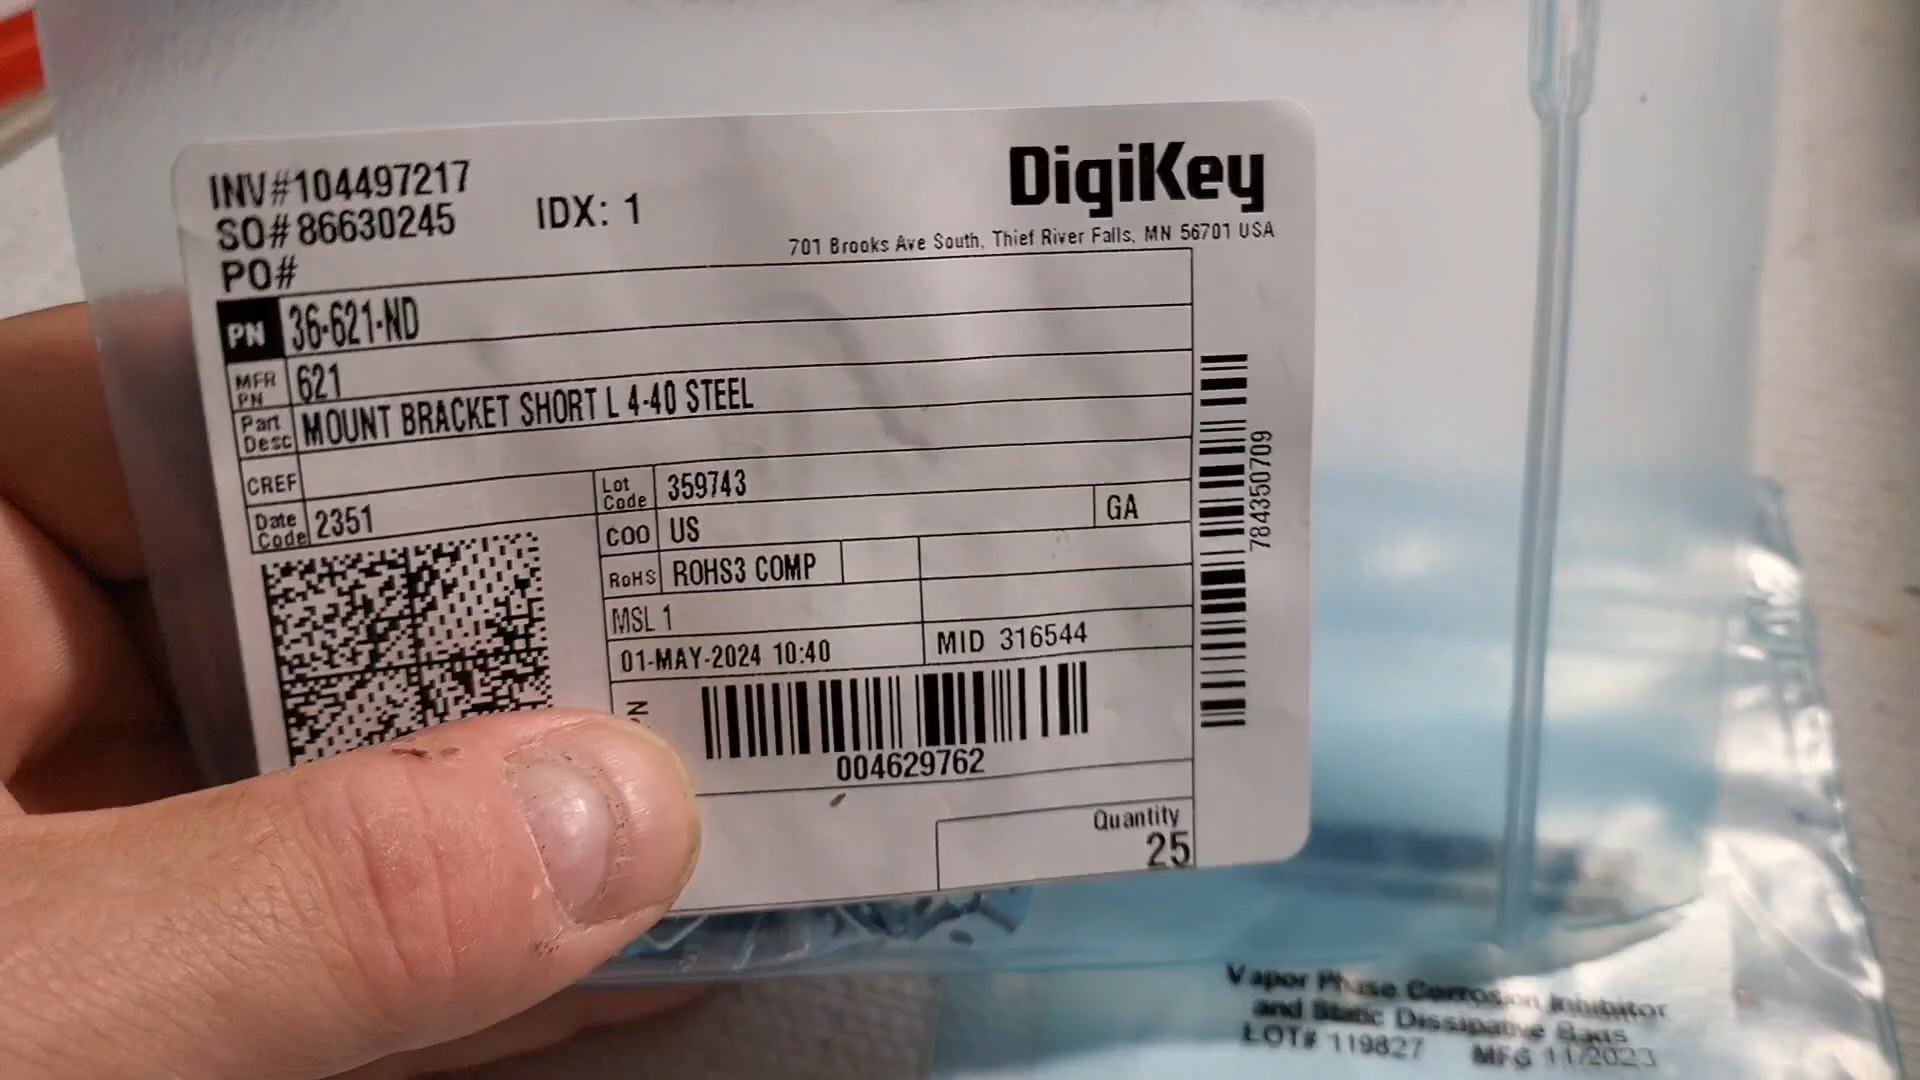 INV#104497217
SO#86630245
PO#
IDX: 1
DigiKey
701 Brooks Ave South, Thief River Falls, MN 56701 USA
PN 36-621-ND
MFR PN 621
Part Desc MOUNT BRACKET SHORT L 4-40 STEEL
CREF
Date Code 2351
Lot Code 359743
COO US GA
RoHS ROHS3 COMP
MSL 1
01-MAY-2024 10:40 MID 316544
004629762
Quantity
25
784350709
Vapor Phase Corrosion Inhibitor
and Static Dissipative Bags
LOT# 119827 MFG 11/2023